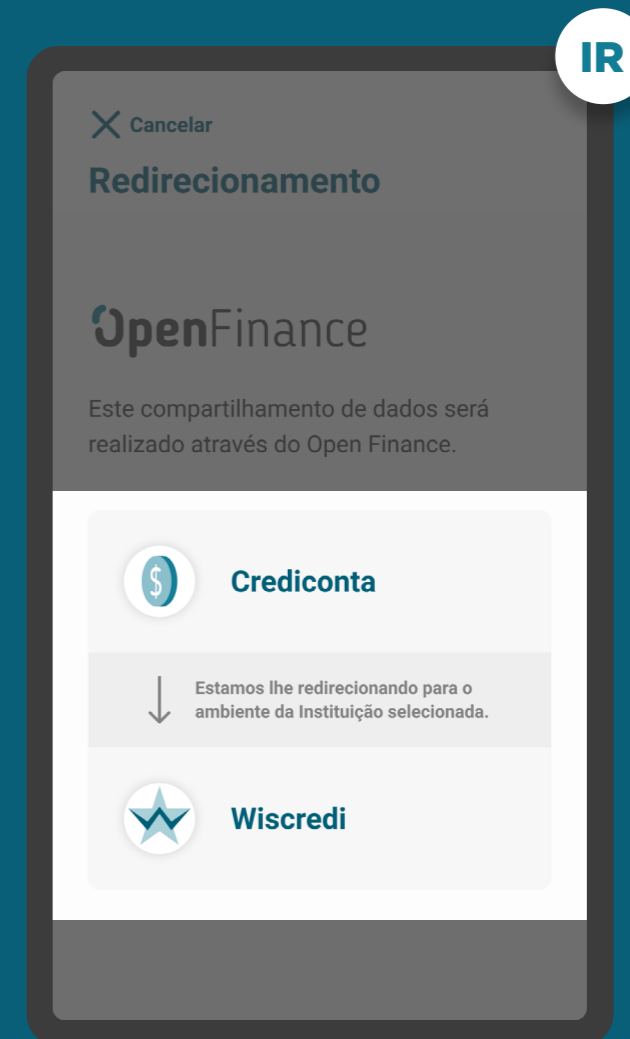 IR
Cancelar
Redirecionamento
OpenFinance
Este compartilhamento de dados será
realizado através do Open Finance.
$
Crediconta
Estamos lhe redirecionando para o
ambiente da Instituição selecionada.
Wiscredi